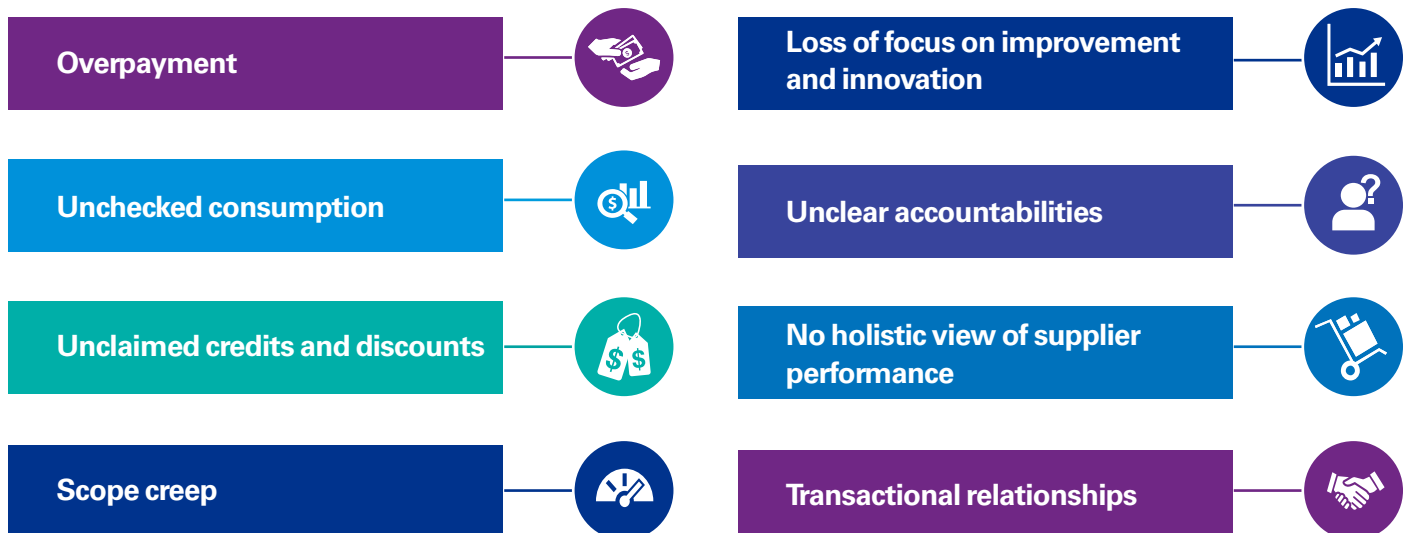 Overpayment
Unchecked consumption
Unclaimed credits and discounts
$ $
Scope creep
Loss of focus on improvement
and innovation
Unclear accountabilities
?
No holistic view of supplier
performance
Transactional relationships